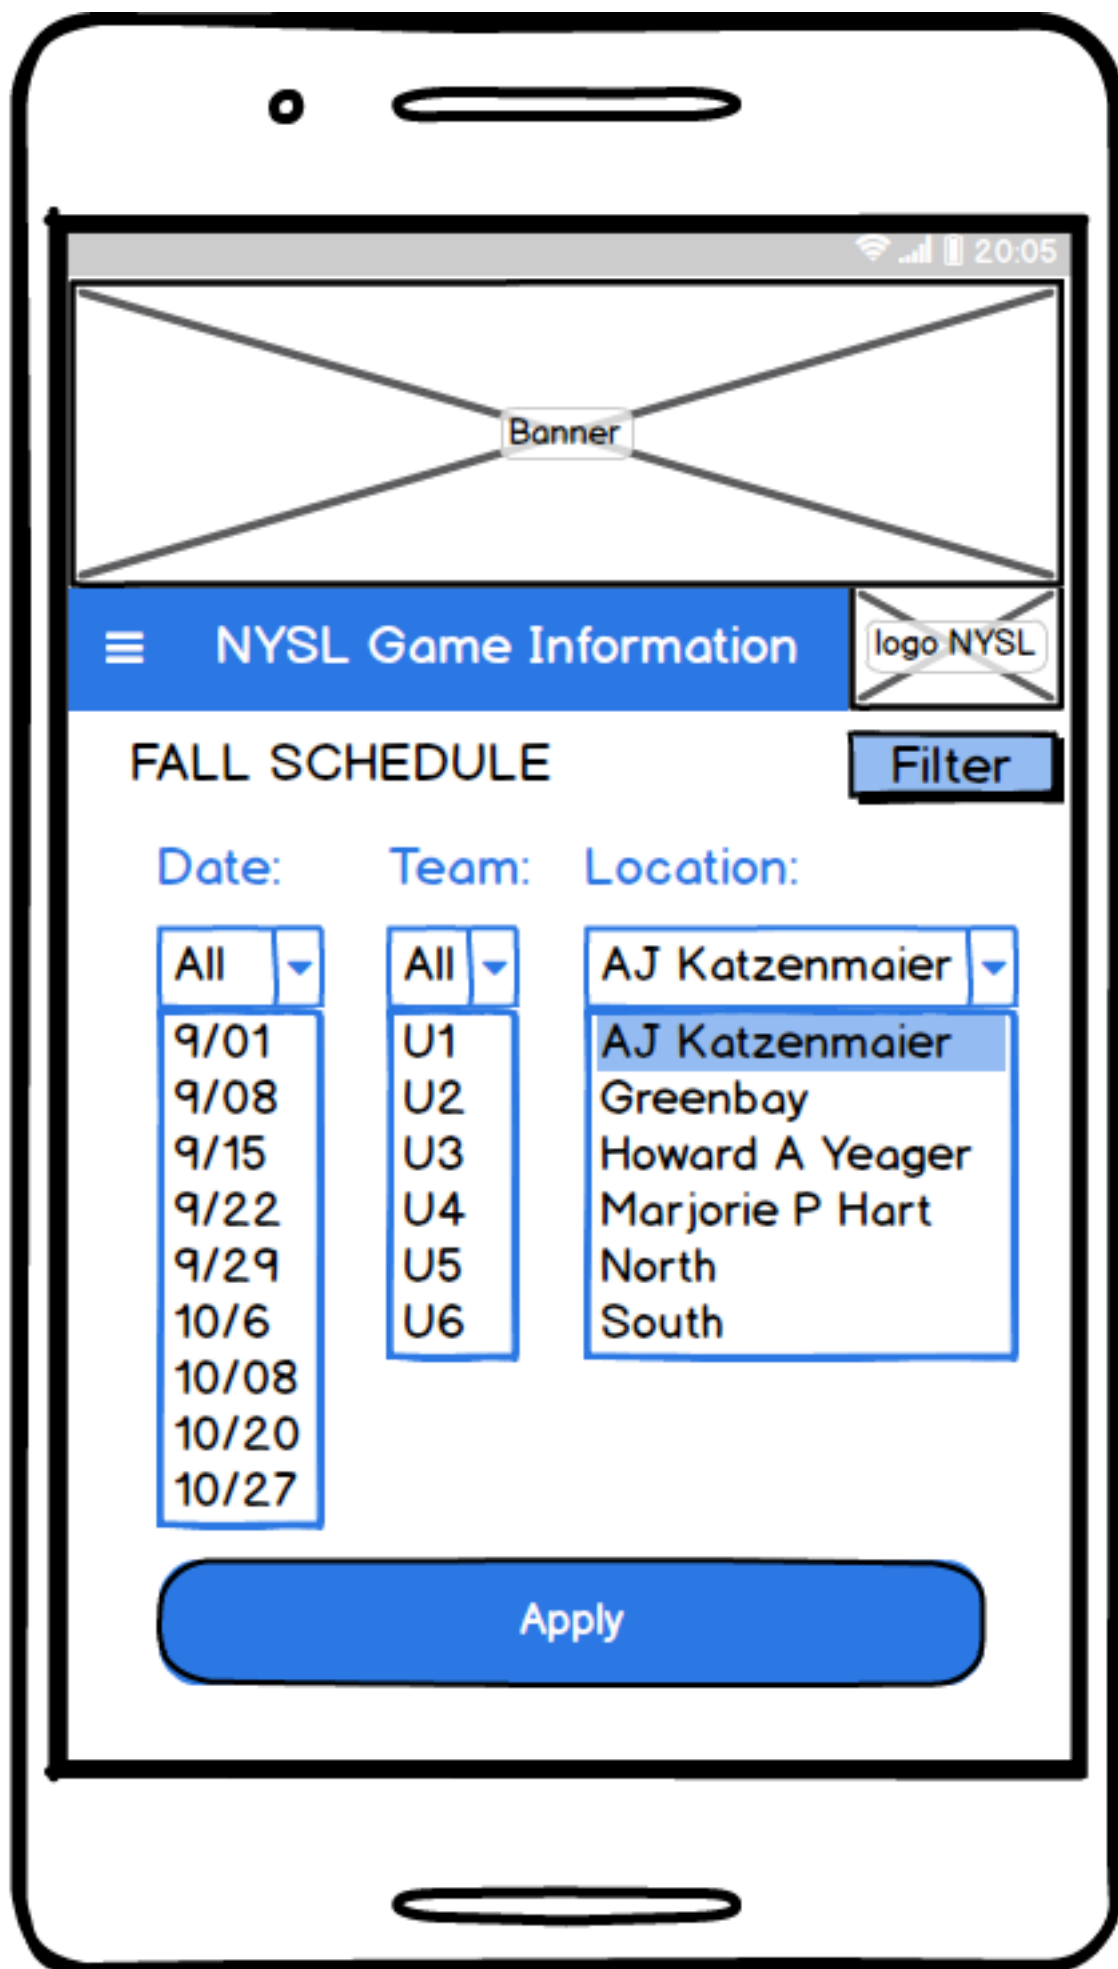 20:05
Banner
NYSL Game Information
logo NYSL
FALL SCHEDULE
Filter
Date:
Team:
Location:
All
All
AJ Katzenmaier
9/01
9/08
9/15
9/22
9/29
10/6
10/08
10/20
10/27
U1
U2
U3
U4
U5
U6
AJ Katzenmaier
Greenbay
Howard A Yeager
Marjorie P Hart
North
South
Apply